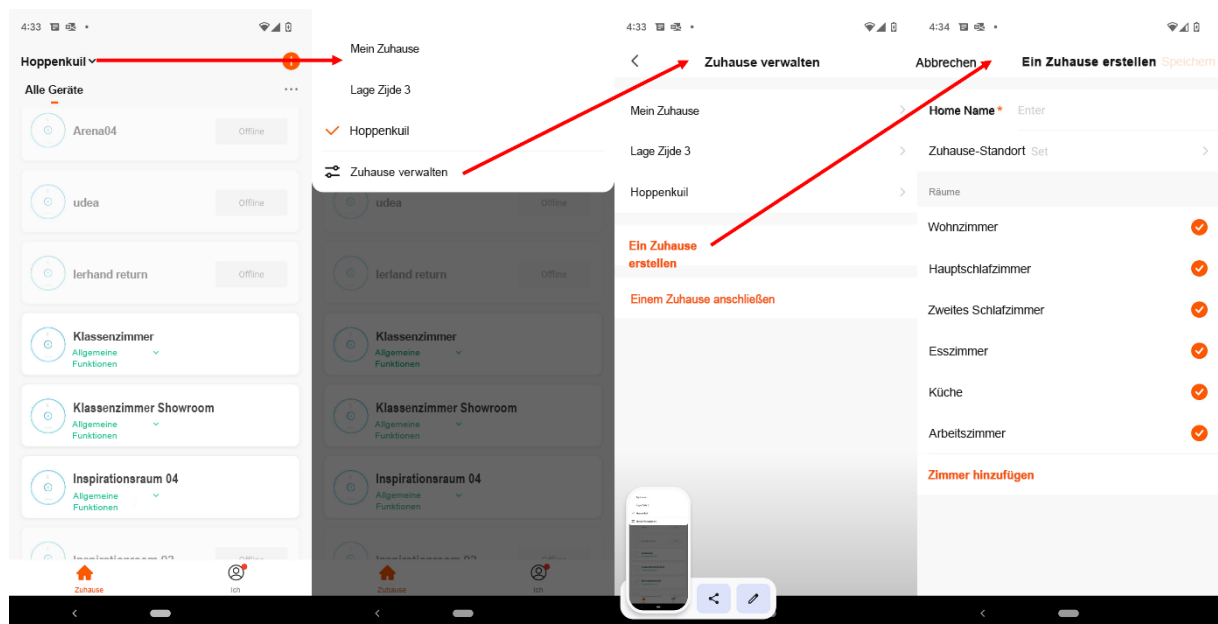 4:33
Hoppenkuil
Alle Geräte
Arena04
Offline
udea
Offline
lerhand return
Offline
Klassenzimmer
Allgemeine
Funktionen
Klassenzimmer Showroom
Allgemeine
Funktionen
Inspirationsraum 04
Allgemeine
Funktionen
Zuhause
Ich
Mein Zuhause
Lage Zijde 3
Hoppenkuil
Zuhause verwalten
udea
Offline
lerland return
Offline
Klassenzimmer
Allgemeine
Funktionen
Klassenzimmer Showroom
Allgemeine
Funktionen
Inspirationsraum 04
Allgemeine
Funktionen
Zuhause
Ich
4:33
Zuhause verwalten
Mein Zuhause
Lage Zijde 3
Hoppenkuil
Ein Zuhause
erstellen
Einem Zuhause anschließen
4:34
Abbrechen
Ein Zuhause erstellen
Speichern
Home Name *
Enter
Zuhause-Standort
Set
Räume
Wohnzimmer
Hauptschlafzimmer
Zweites Schlafzimmer
Esszimmer
Küche
Arbeitszimmer
Zimmer hinzufügen